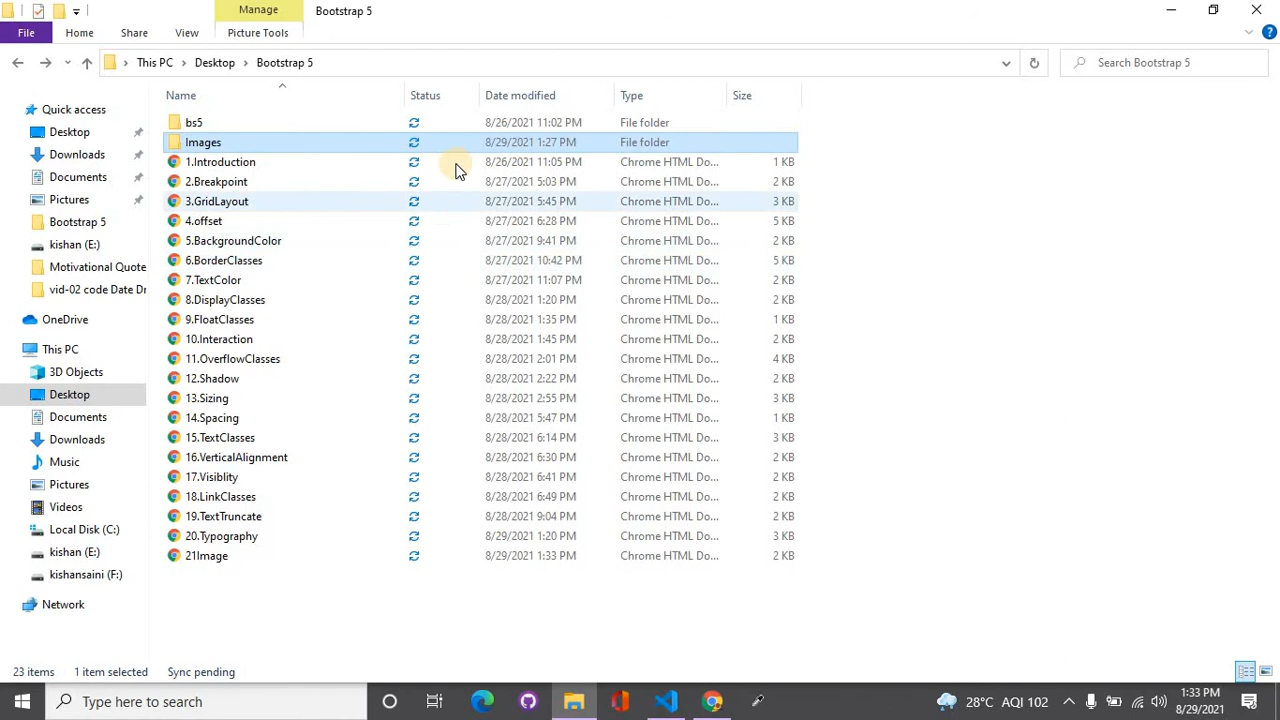 Manage
Bootstrap 5
File
Home
Share
View
Picture Tools
This PC
Desktop
Bootstrap 5
Search Bootstrap 5
Name
Status
Date modified
Type
Size
Quick access
Desktop
Downloads
Documents
Pictures
Bootstrap 5
kishan (E:)
Motivational Quote
vid-02 code Date Dr
OneDrive
This PC
3D Objects
Desktop
Documents
Downloads
Music
Pictures
Videos
Local Disk (C:)
kishan (E:)
kishansaini (F:)
Network
bs5 8/26/2021 11:02 PM File folder
Images 8/29/2021 1:27 PM File folder
1.Introduction 8/26/2021 11:05 PM Chrome HTML Do... 1 KB
2.Breakpoint 8/27/2021 5:03 PM Chrome HTML Do... 2 KB
3.GridLayout 8/27/2021 5:45 PM Chrome HTML Do... 3 KB
4.offset 8/27/2021 6:28 PM Chrome HTML Do... 5 KB
5.BackgroundColor 8/27/2021 9:41 PM Chrome HTML Do... 2 KB
6.BorderClasses 8/27/2021 10:42 PM Chrome HTML Do... 5 KB
7.TextColor 8/27/2021 11:07 PM Chrome HTML Do... 2 KB
8.DisplayClasses 8/28/2021 1:20 PM Chrome HTML Do... 2 KB
9.FloatClasses 8/28/2021 1:35 PM Chrome HTML Do... 1 KB
10.Interaction 8/28/2021 1:45 PM Chrome HTML Do... 2 KB
11.OverflowClasses 8/28/2021 2:01 PM Chrome HTML Do... 4 KB
12.Shadow 8/28/2021 2:22 PM Chrome HTML Do... 2 KB
13.Sizing 8/28/2021 2:55 PM Chrome HTML Do... 3 KB
14.Spacing 8/28/2021 5:47 PM Chrome HTML Do... 1 KB
15.TextClasses 8/28/2021 6:14 PM Chrome HTML Do... 3 KB
16.VerticalAlignment 8/28/2021 6:30 PM Chrome HTML Do... 2 KB
17.Visiblity 8/28/2021 6:41 PM Chrome HTML Do... 2 KB
18.LinkClasses 8/28/2021 6:49 PM Chrome HTML Do... 2 KB
19.TextTruncate 8/28/2021 9:04 PM Chrome HTML Do... 2 KB
20.Typography 8/29/2021 1:20 PM Chrome HTML Do... 3 KB
21Image 8/29/2021 1:33 PM Chrome HTML Do... 2 KB
23 items
1 item selected
Sync pending
Type here to search
28°C AQI 102
1:33 PM
8/29/2021